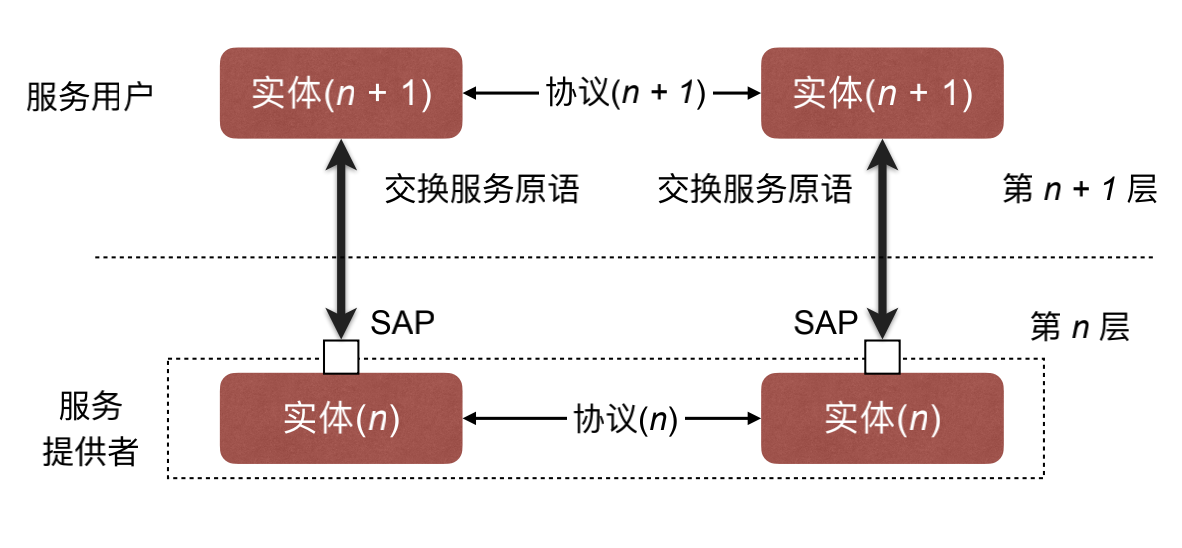 服务用户
实体(n + 1)
协议(n + 1)
实体(n + 1)
交换服务原语
交换服务原语
第 n + 1 层
SAP
SAP
第 n 层
服务
提供者
实体(n)
协议(n)
实体(n)